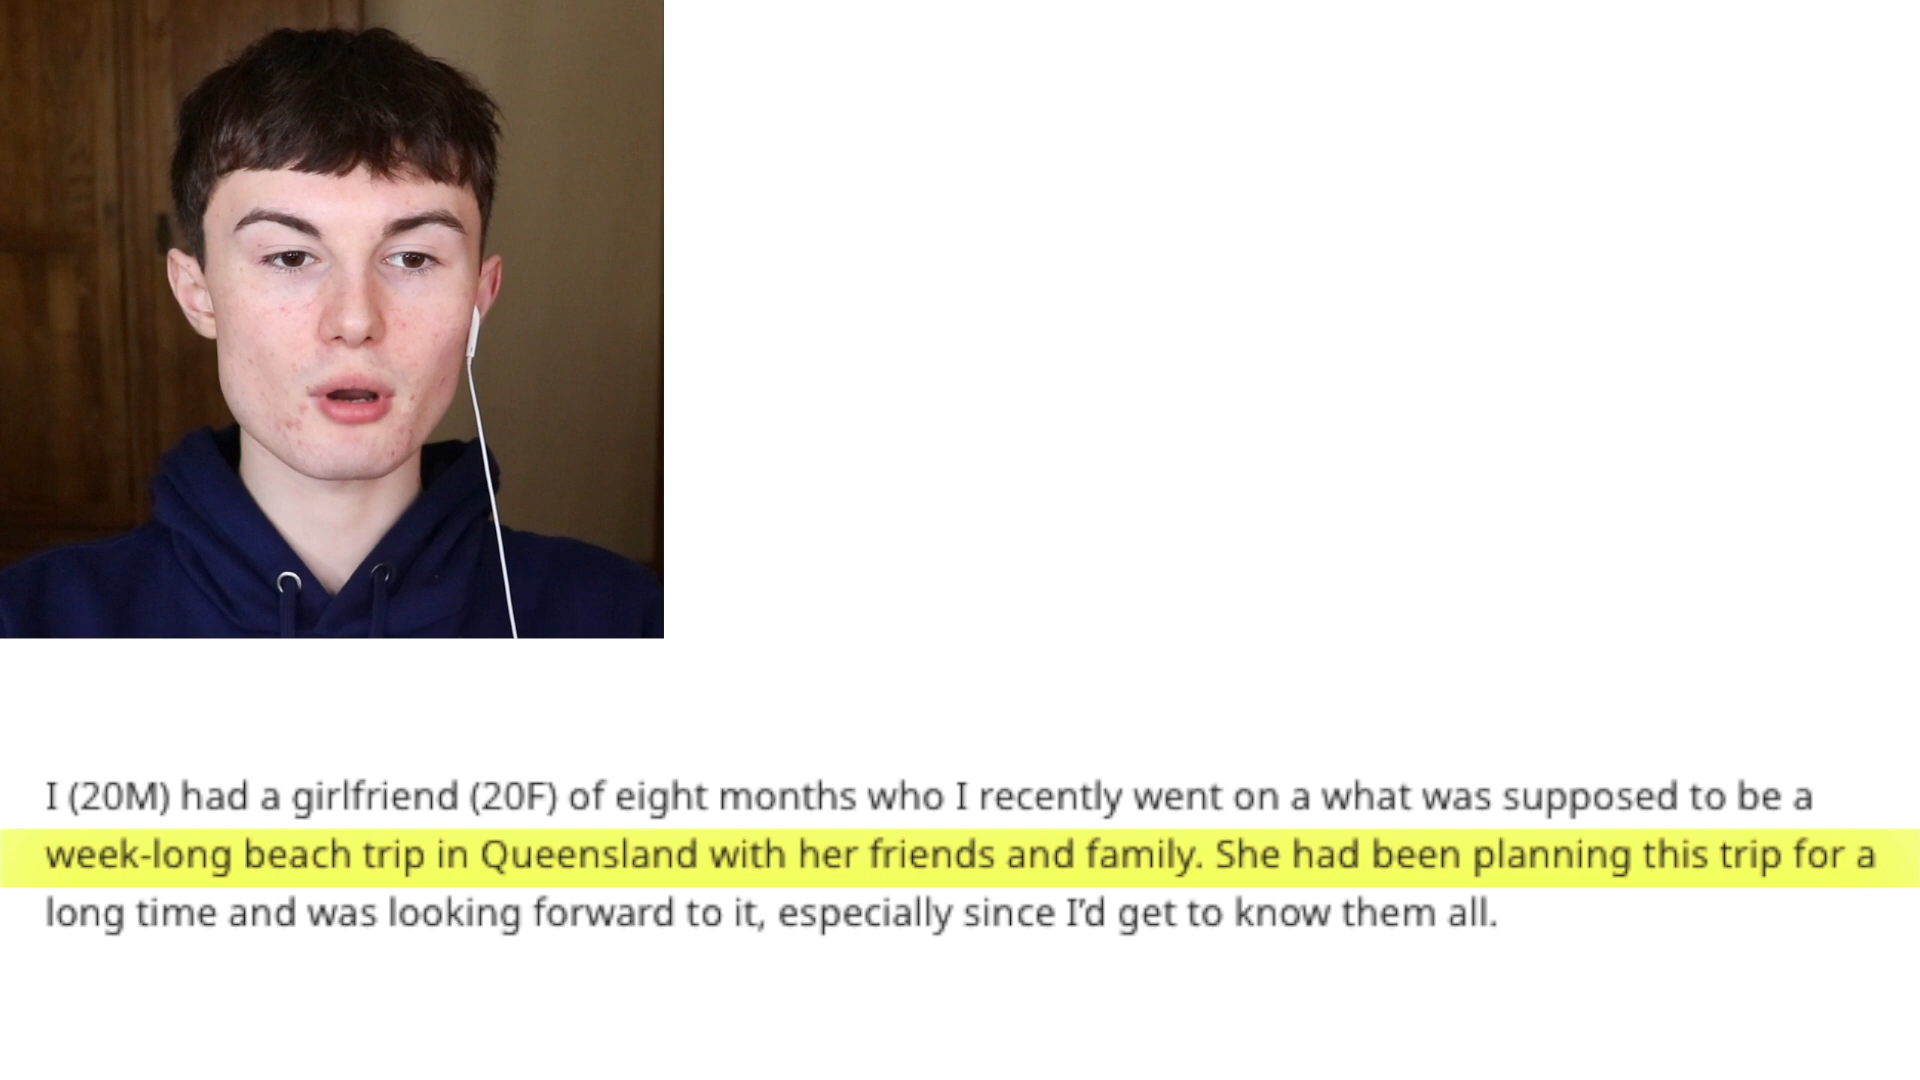 I (20M) had a girlfriend (20F) of eight months who I recently went on a what was supposed to be a
week-long beach trip in Queensland with her friends and family. She had been planning this trip for a
long time and was looking forward to it, especially since I’d get to know them all.